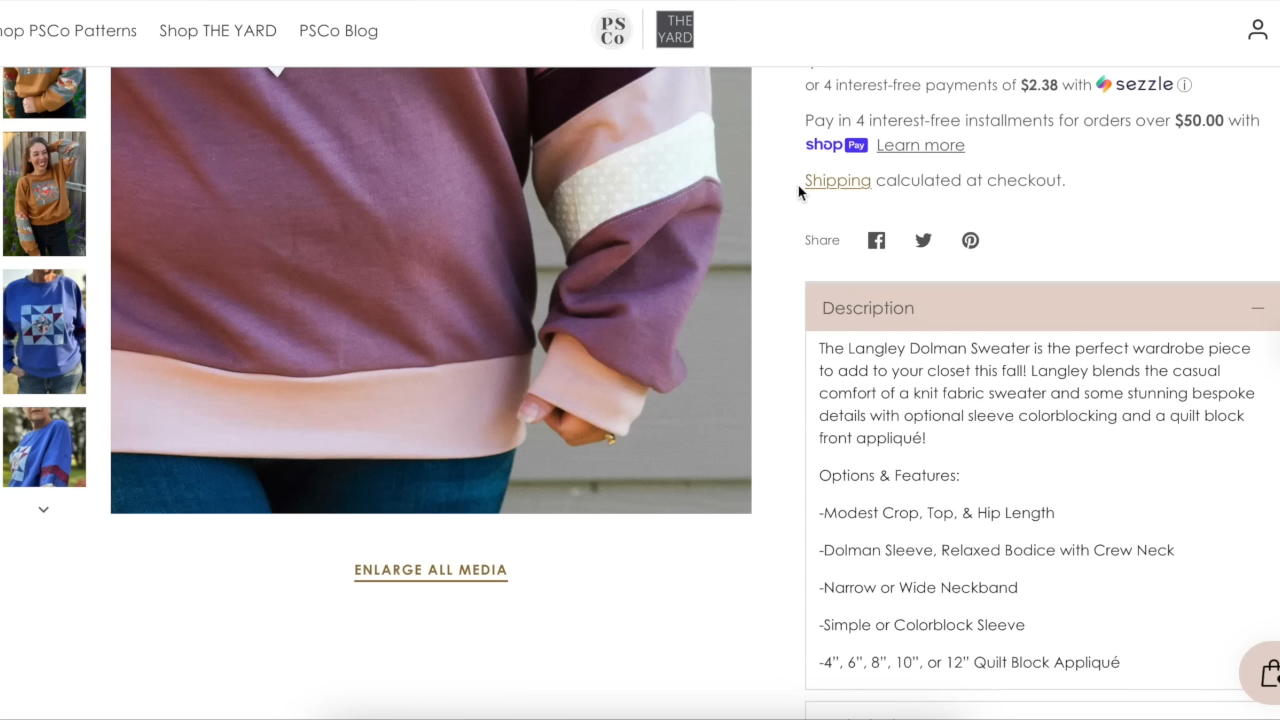 op PSCo Patterns Shop THE YARD PSCo Blog
PS
Co
THE
YARD
or 4 interest-free payments of $2.38 with sezzle
Pay in 4 interest-free installments for orders over $50.00 with
shop Pay Learn more
Shipping calculated at checkout.
Share
Description
The Langley Dolman Sweater is the perfect wardrobe piece
to add to your closet this fall! Langley blends the casual
comfort of a knit fabric sweater and some stunning bespoke
details with optional sleeve colorblocking and a quilt block
front appliqué!
Options & Features:
-Modest Crop, Top, & Hip Length
-Dolman Sleeve, Relaxed Bodice with Crew Neck
-Narrow or Wide Neckband
-Simple or Colorblock Sleeve
-4”, 6”, 8”, 10”, or 12” Quilt Block Appliqué
ENLARGE ALL MEDIA